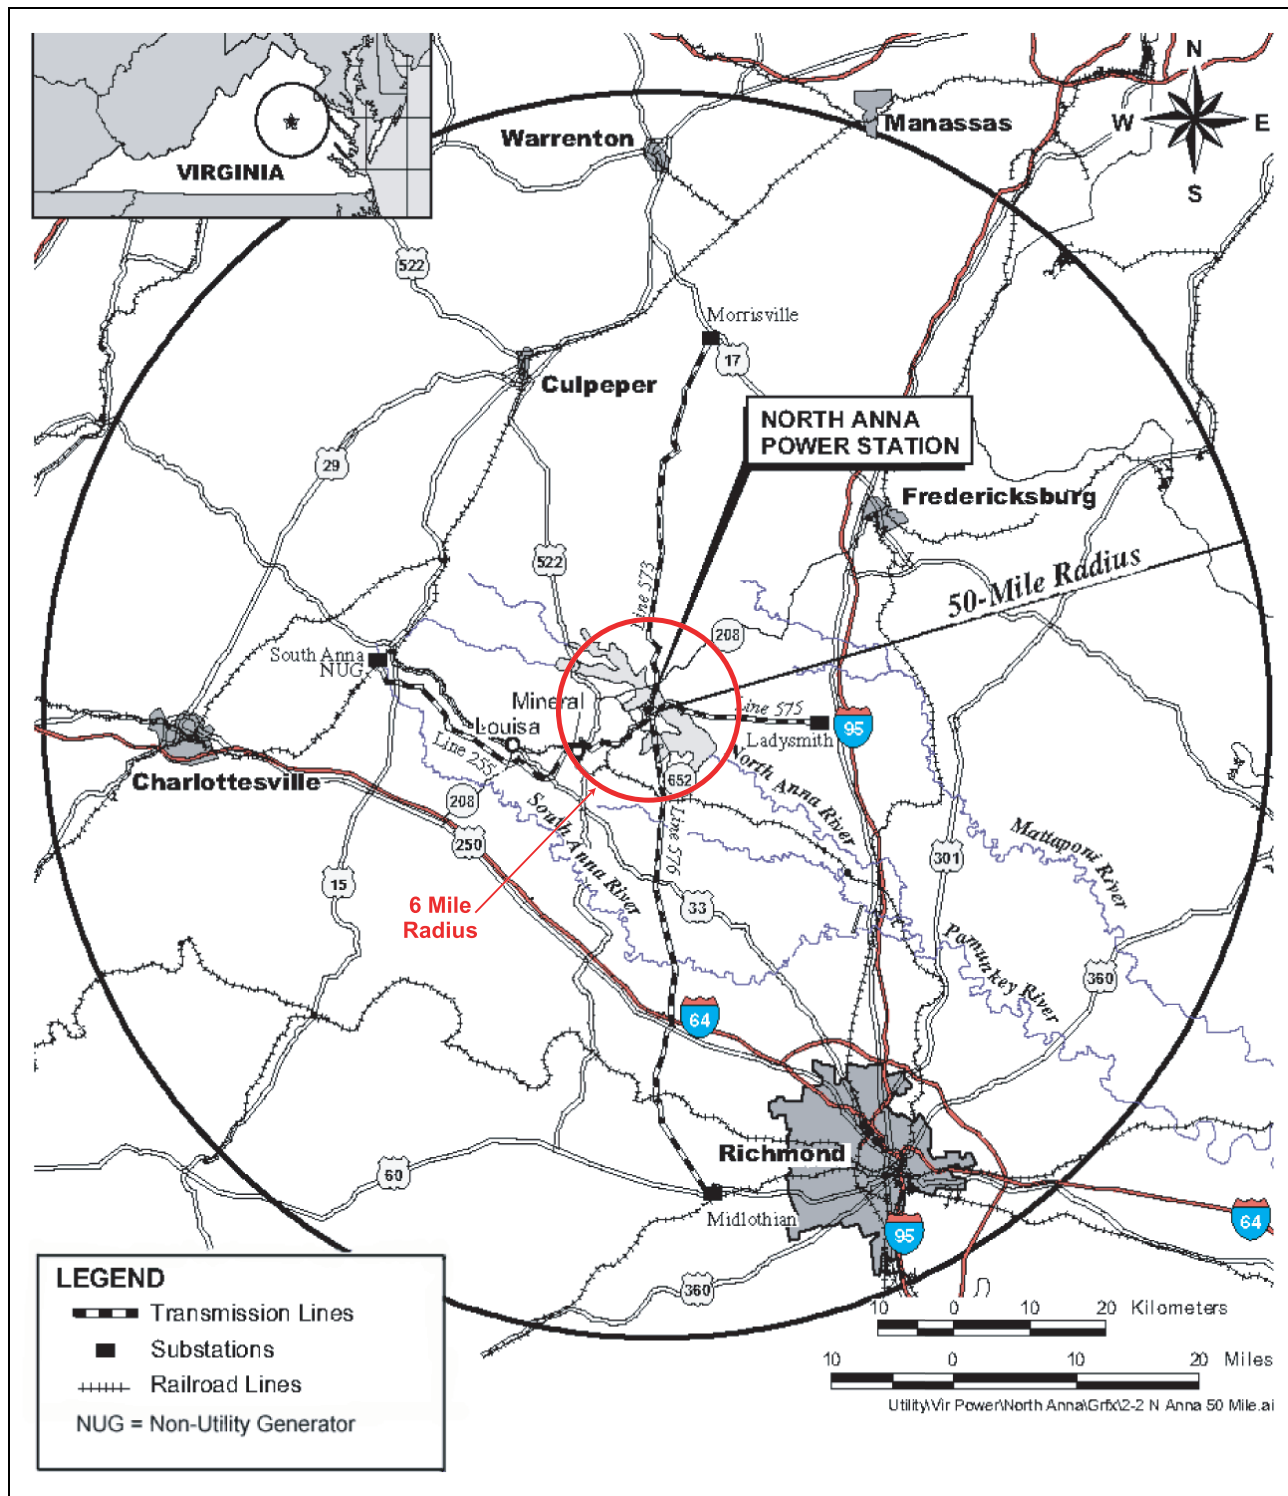 VIRGINIA
N
W
E
S
Warrenton
Manassas
522
Morrisville
17
Culpeper
NORTH ANNA
POWER STATION
29
Fredericksburg
522
Line 573
50-Mile Radius
208
South Anna
NUG
Mineral
Louisa
Line 575
95
Ladysmith
Line 255
Charlottesville
208
652
North Anna River
South Anna River
Line 576
250
301
Mattaponi River
15
6 Mile
Radius
33
Pamunkey River
360
64
Richmond
60
Midlothian
95
64
360
LEGEND
Transmission Lines
Substations
Railroad Lines
NUG = Non-Utility Generator
10 0 10 20 Kilometers
10 0 10 20 Miles
Utility\Vir Power\North Anna\Grfx\2-2 N Anna 50 Mile.ai